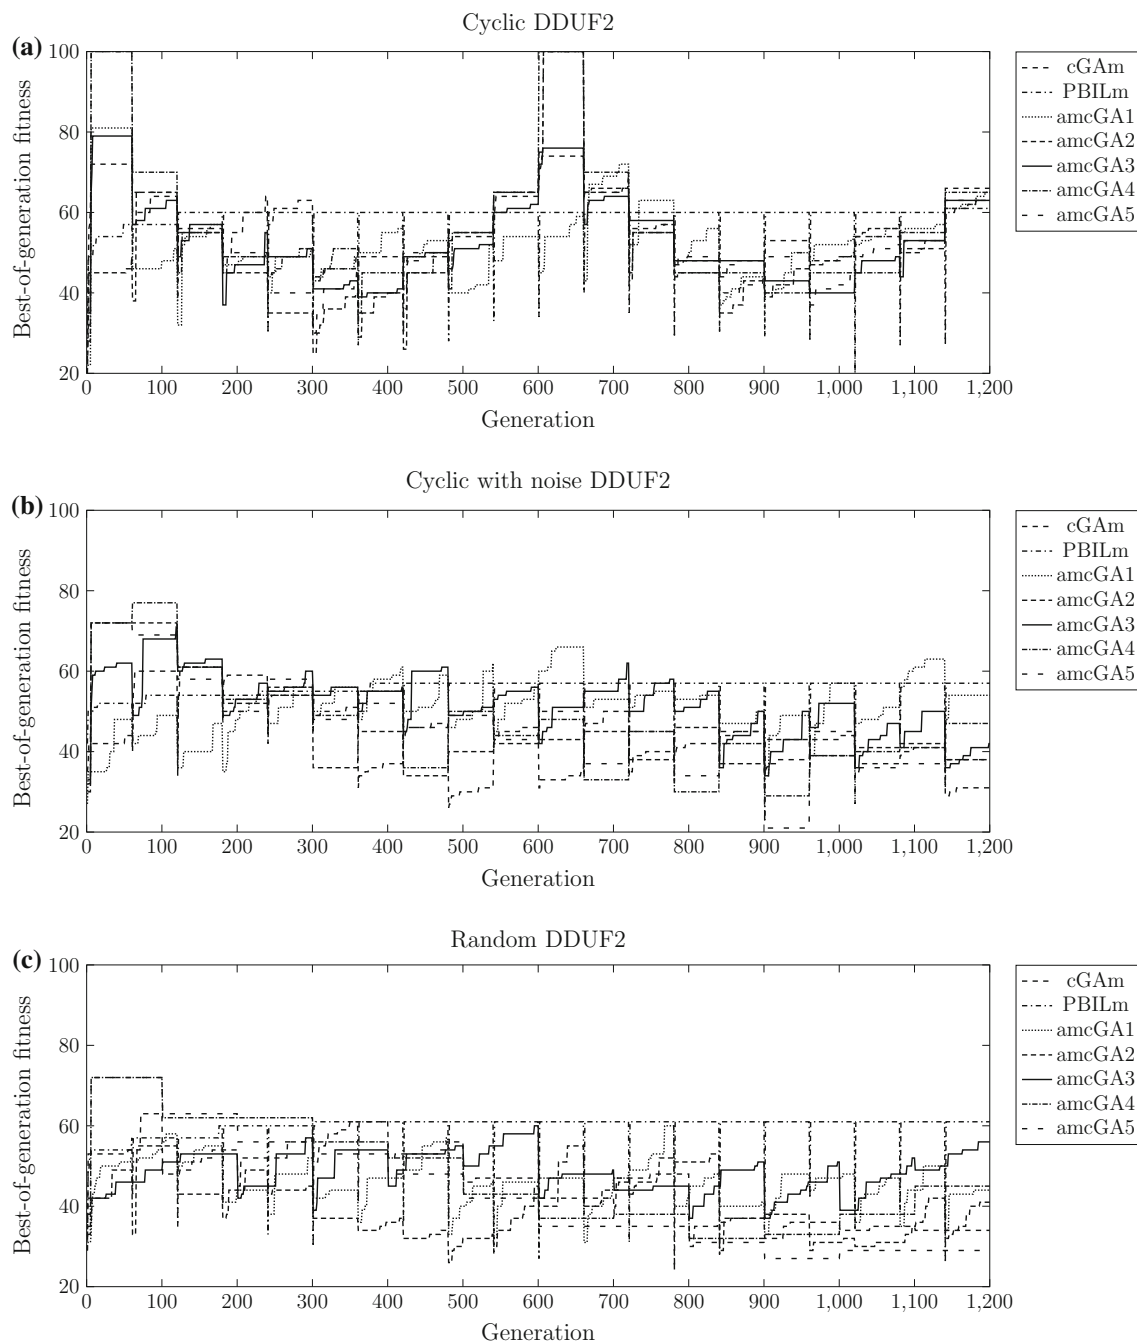 Cyclic DDUF2
(a)
Best-of-generation fitness
100
80
60
40
20
0 100 200 300 400 500 600 700 800 900 1,000 1,100 1,200
Generation
cGAm
PBILm
amcGA1
amcGA2
amcGA3
amcGA4
amcGA5
Cyclic with noise DDUF2
(b)
Best-of-generation fitness
100
80
60
40
20
0 100 200 300 400 500 600 700 800 900 1,000 1,100 1,200
Generation
cGAm
PBILm
amcGA1
amcGA2
amcGA3
amcGA4
amcGA5
Random DDUF2
(c)
Best-of-generation fitness
100
80
60
40
20
0 100 200 300 400 500 600 700 800 900 1,000 1,100 1,200
Generation
cGAm
PBILm
amcGA1
amcGA2
amcGA3
amcGA4
amcGA5